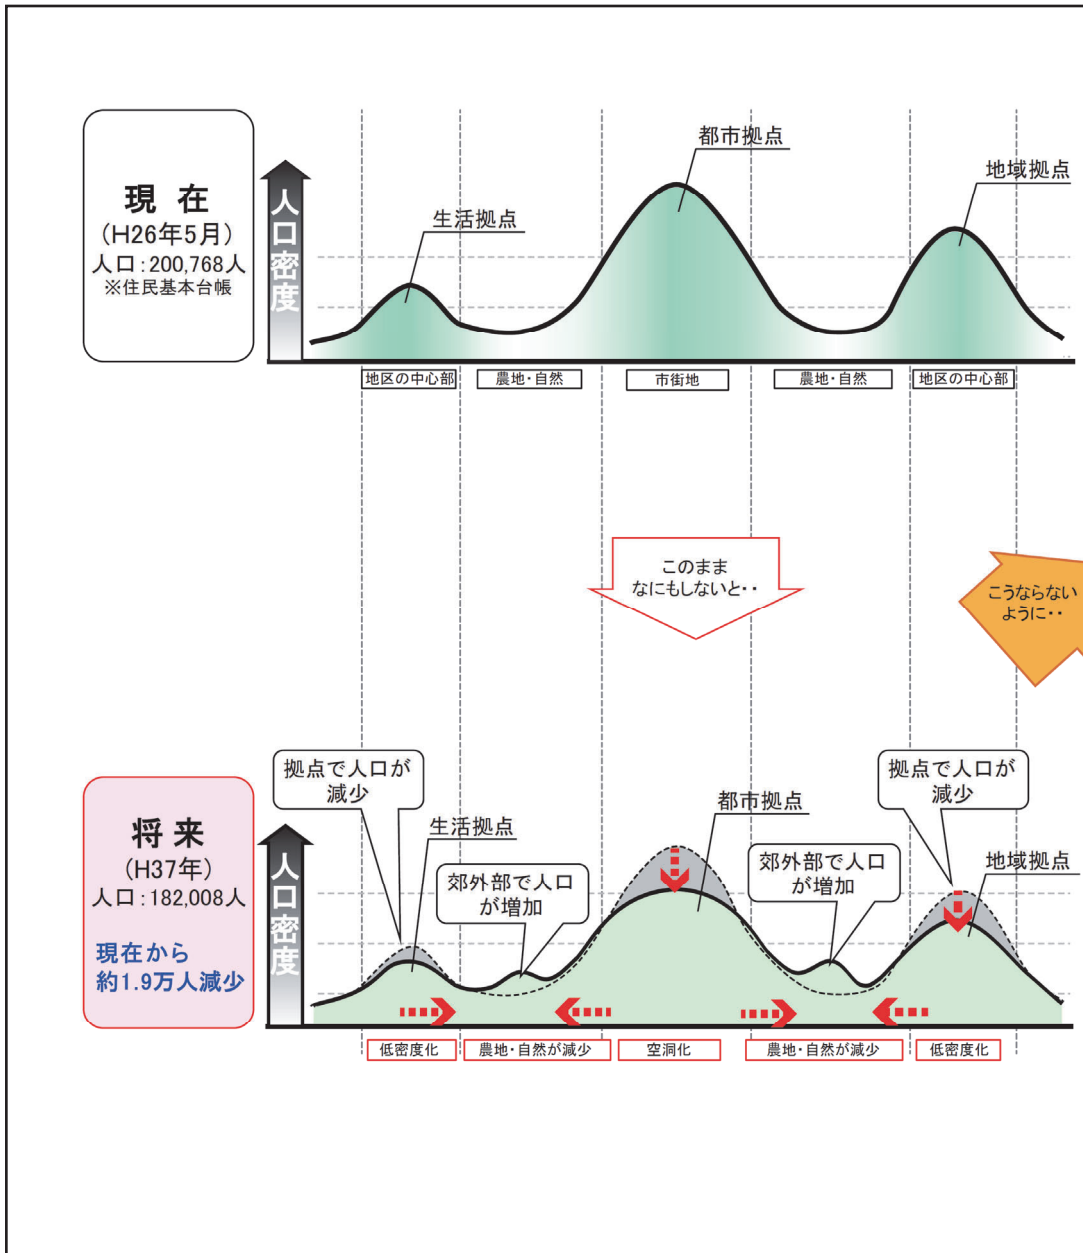 現 在
（H26年5月）
人口：200,768人
※住民基本台帳
人口密度
生活拠点
都市拠点
地域拠点
地区の中心部
農地・自然
市街地
農地・自然
地区の中心部
このまま
なにもしないと・・
こうならない
ように・・
将 来
（H37年）
人口：182,008人
現在から
約1.9万人減少
人口密度
拠点で人口が
減少
生活拠点
郊外部で人口
が増加
都市拠点
郊外部で人口
が増加
拠点で人口が
減少
地域拠点
低密度化
農地・自然が減少
空洞化
農地・自然が減少
低密度化